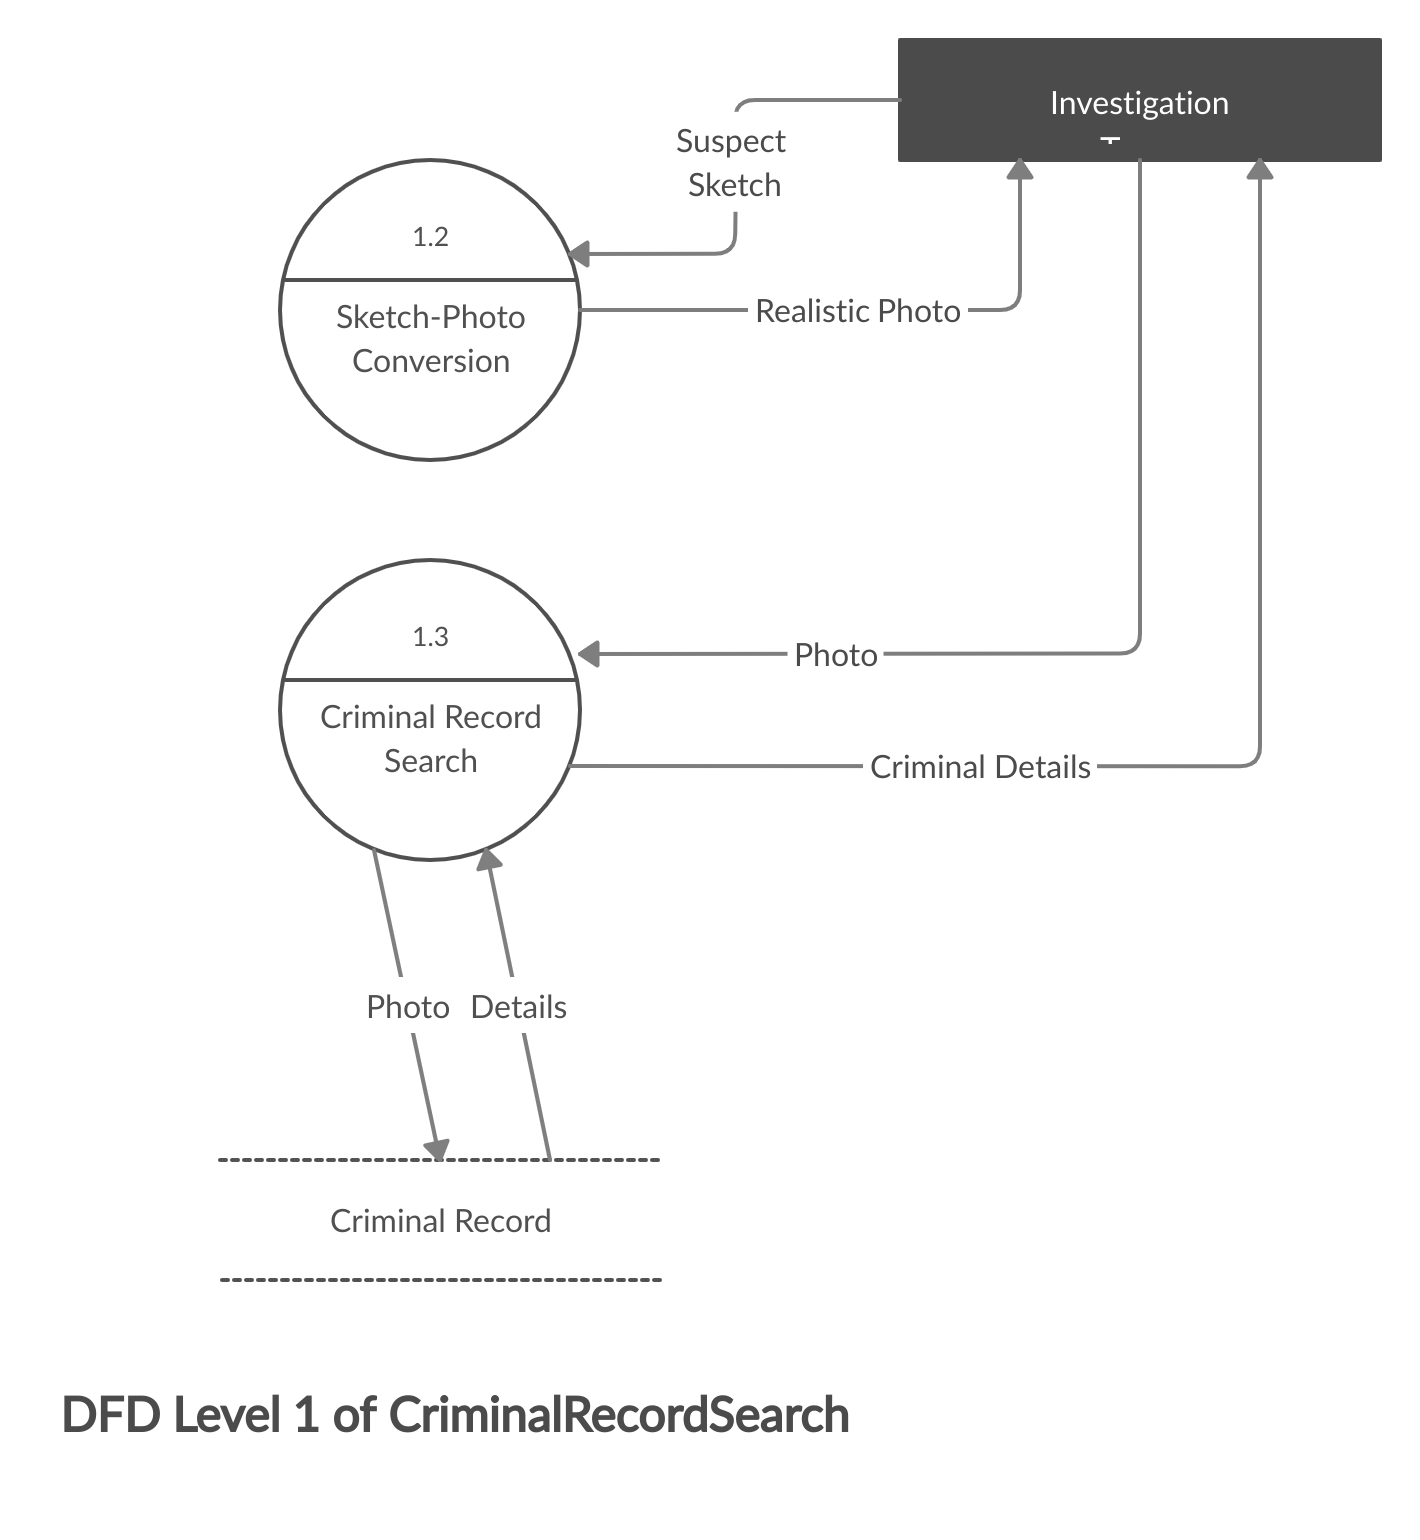 Investigation
Suspect
Sketch
1.2
Sketch-Photo
Conversion
Realistic Photo
1.3
Photo
Criminal Record
Search
Criminal Details
Photo Details
Criminal Record
DFD Level 1 of CriminalRecordSearch